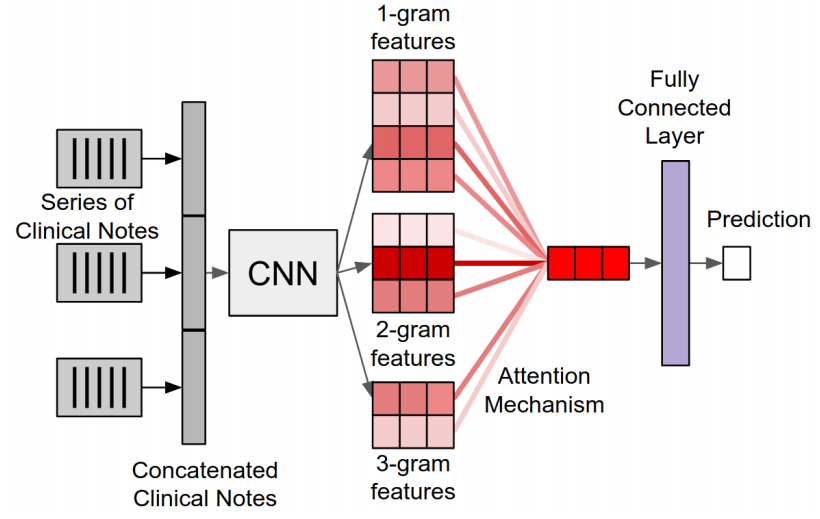 1-gram
features
Fully
Connected
Layer
Series of
Clinical Notes
Prediction
CNN
2-gram
features
Attention
Mechanism
Concatenated
Clinical Notes
3-gram
features